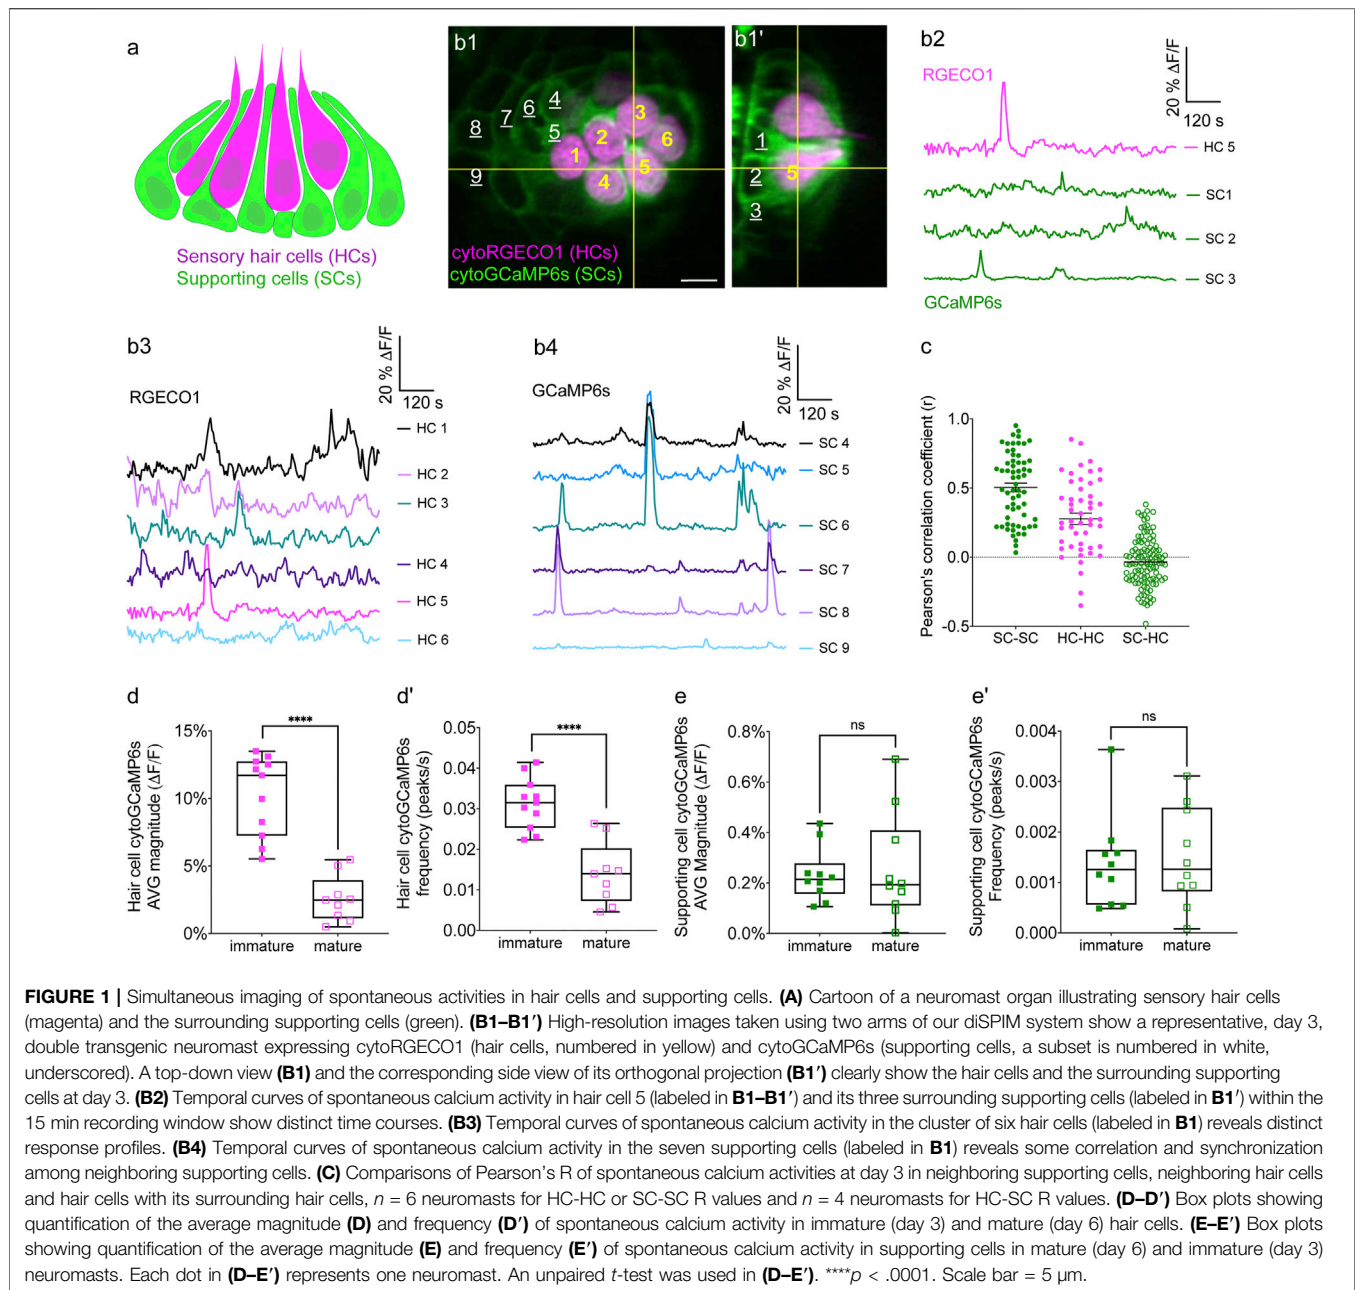 a
Sensory hair cells (HCs)
Supporting cells (SCs)
b1
4
6
7
8
5
9
3
2
6
1
5
4
cytoRGECO1 (HCs)
cytoGCaMP6s (SCs)
b1'
1
2
3
5
b2
RGECO1
20 % ΔF/F
120 s
HC 5
SC1
SC 2
SC 3
GCaMP6s
b3
20 % ΔF/F
120 s
RGECO1
HC 1
HC 2
HC 3
HC 4
HC 5
HC 6
b4
20 % ΔF/F
120 s
GCaMP6s
SC 4
SC 5
SC 6
SC 7
SC 8
SC 9
c
Pearson's correlation coefficient (r)
1.0
0.5
0.0
-0.5
SC-SC HC-HC SC-HC
d
Hair cell cytoGCaMP6s
AVG magnitude (ΔF/F)
15%
10%
5%
0%
****
immature mature
d'
Hair cell cytoGCaMP6s
frequency (peaks/s)
0.05
0.04
0.03
0.02
0.01
0.00
****
immature mature
e
Supporting cell cytoGCaMP6s
AVG Magnitude (ΔF/F)
0.8%
0.6%
0.4%
0.2%
0.0%
ns
immature mature
e'
Supporting cell cytoGCaMP6s
Frequency (peaks/s)
0.004
0.003
0.002
0.001
0.000
ns
immature mature
FIGURE 1 | Simultaneous imaging of spontaneous activities in hair cells and supporting cells. (A) Cartoon of a neuromast organ illustrating sensory hair cells
(magenta) and the surrounding supporting cells (green). (B1–B1′) High-resolution images taken using two arms of our diSPIM system show a representative, day 3,
double transgenic neuromast expressing cytoRGECO1 (hair cells, numbered in yellow) and cytoGCaMP6s (supporting cells, a subset is numbered in white,
underscored). A top-down view (B1) and the corresponding side view of its orthogonal projection (B1′) clearly show the hair cells and the surrounding supporting
cells at day 3. (B2) Temporal curves of spontaneous calcium activity in hair cell 5 (labeled in B1–B1′) and its three surrounding supporting cells (labeled in B1′) within the
15 min recording window show distinct time courses. (B3) Temporal curves of spontaneous calcium activity in the cluster of six hair cells (labeled in B1) reveals distinct
response profiles. (B4) Temporal curves of spontaneous calcium activity in the seven supporting cells (labeled in B1) reveals some correlation and synchronization
among neighboring supporting cells. (C) Comparisons of Pearson's R of spontaneous calcium activities at day 3 in neighboring supporting cells, neighboring hair cells
and hair cells with its surrounding hair cells, n = 6 neuromasts for HC-HC or SC-SC R values and n = 4 neuromasts for HC-SC R values. (D–D′) Box plots showing
quantification of the average magnitude (D) and frequency (D′) of spontaneous calcium activity in immature (day 3) and mature (day 6) hair cells. (E–E′) Box plots
showing quantification of the average magnitude (E) and frequency (E′) of spontaneous calcium activity in supporting cells in mature (day 6) and immature (day 3)
neuromasts. Each dot in (D–E′) represents one neuromast. An unpaired t-test was used in (D–E′). ****p < .0001. Scale bar = 5 µm.